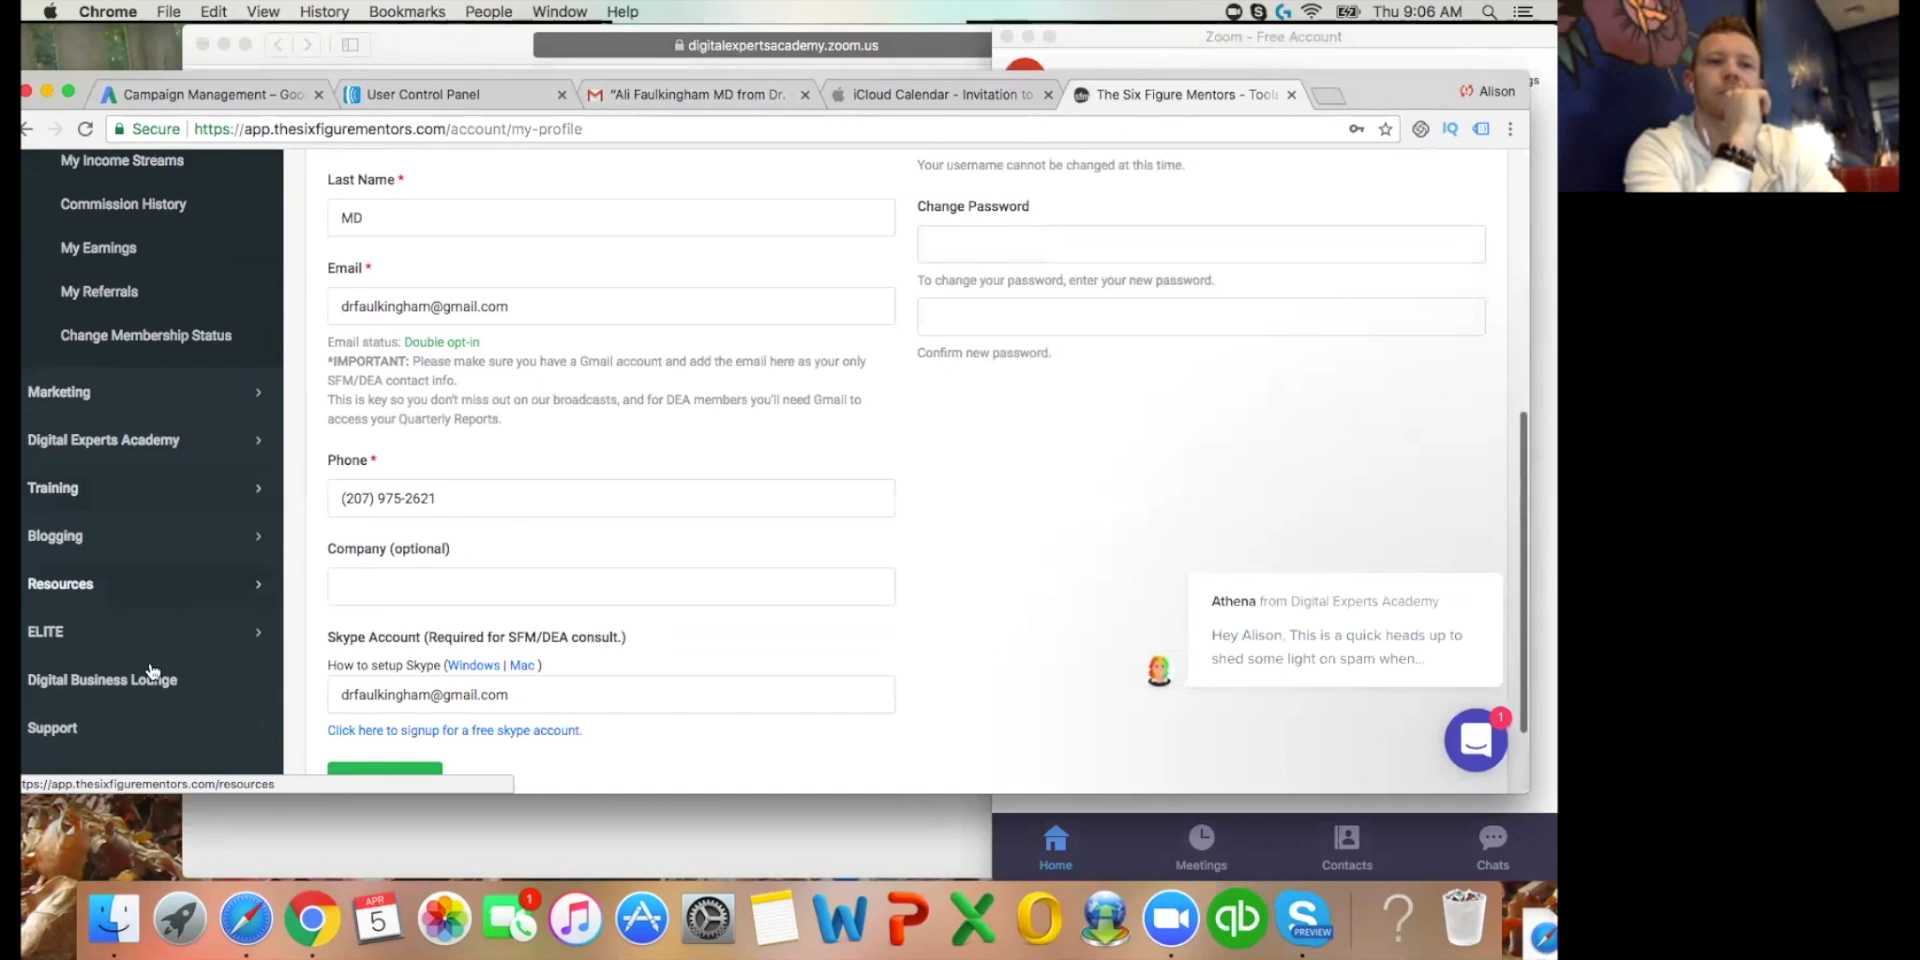 Chrome File Edit View History Bookmarks People Window Help
Thu 9:06 AM
digitalexpertsacademy.zoom.us
Zoom - Free Account
Campaign Management – Goo
User Control Panel
"Ali Faulkingham MD from Dr.
iCloud Calendar - Invitation to
The Six Figure Mentors - Tool
Alison
Secure
https://app.thesixfigurementors.com/account/my-profile
IQ
My Income Streams
Commission History
My Earnings
My Referrals
Change Membership Status
Marketing
Digital Experts Academy
Training
Blogging
Resources
ELITE
Digital Business Lounge
Support
tps://app.thesixfigurementors.com/resources
Last Name *
MD
Email *
drfaulkingham@gmail.com
Email status: Double opt-in
*IMPORTANT: Please make sure you have a Gmail account and add the email here as your only
SFM/DEA contact info.
This is key so you don't miss out on our broadcasts, and for DEA members you'll need Gmail to
access your Quarterly Reports.
Phone *
(207) 975-2621
Company (optional)
Skype Account (Required for SFM/DEA consult.)
How to setup Skype (Windows | Mac )
drfaulkingham@gmail.com
Click here to signup for a free skype account.
Your username cannot be changed at this time.
Change Password
To change your password, enter your new password.
Confirm new password.
Athena from Digital Experts Academy
Hey Alison, This is a quick heads up to
shed some light on spam when...
1
Home
Meetings
Contacts
Chats
APR
5
1
W
P
X
O
qb
S
PREVIEW
?